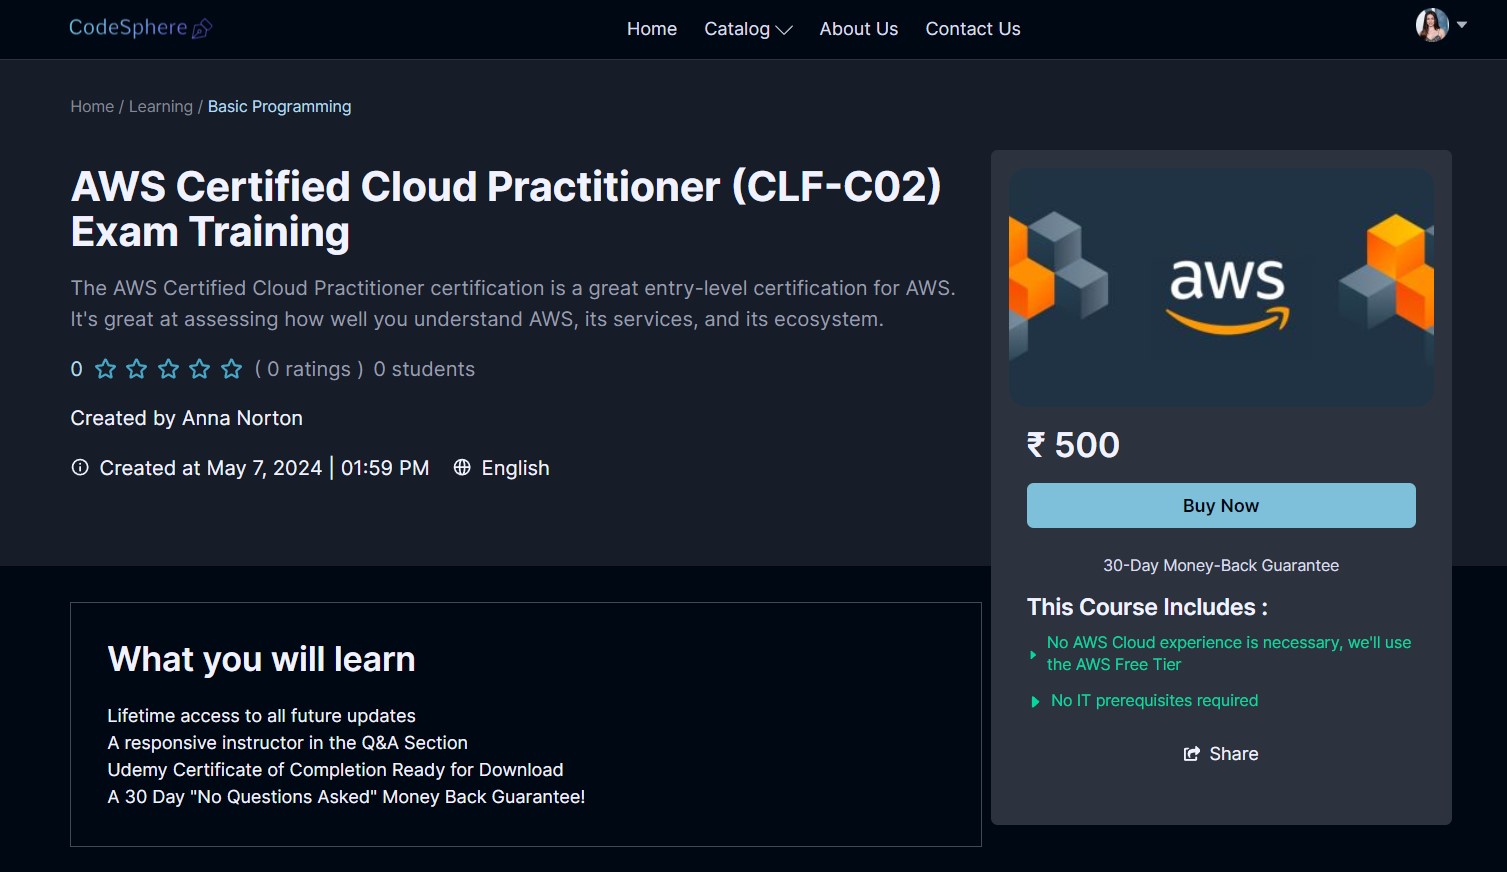 CodeSphere
Home Catalog About Us Contact Us
Home / Learning / Basic Programming
AWS Certified Cloud Practitioner (CLF-C02)
Exam Training
The AWS Certified Cloud Practitioner certification is a great entry-level certification for AWS.
It's great at assessing how well you understand AWS, its services, and its ecosystem.
0 ( 0 ratings ) 0 students
Created by Anna Norton
Created at May 7, 2024 | 01:59 PM English
What you will learn
Lifetime access to all future updates
A responsive instructor in the Q&A Section
Udemy Certificate of Completion Ready for Download
A 30 Day "No Questions Asked" Money Back Guarantee!
aws
₹ 500
Buy Now
30-Day Money-Back Guarantee
This Course Includes :
No AWS Cloud experience is necessary, we'll use
the AWS Free Tier
No IT prerequisites required
Share